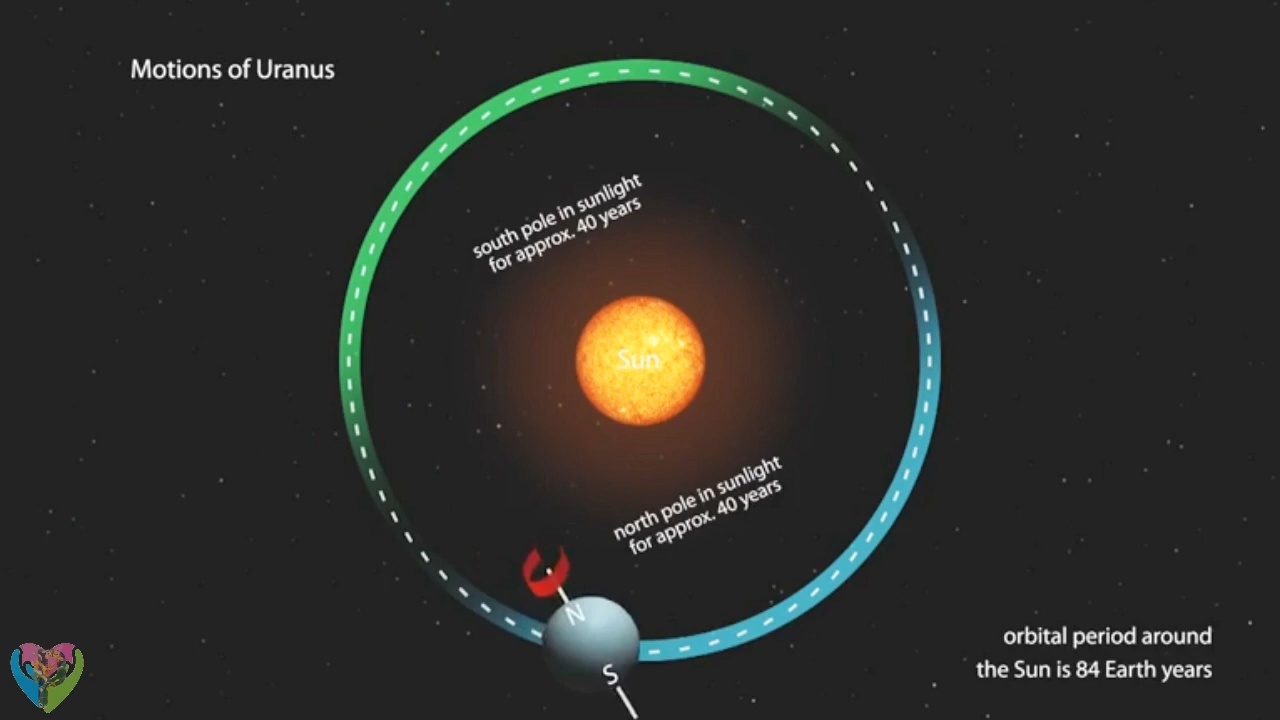 Motions of Uranus
south pole in sunlight
for approx. 40 years
Sun
north pole in sunlight
for approx. 40 years
N
S
orbital period around
the Sun is 84 Earth years